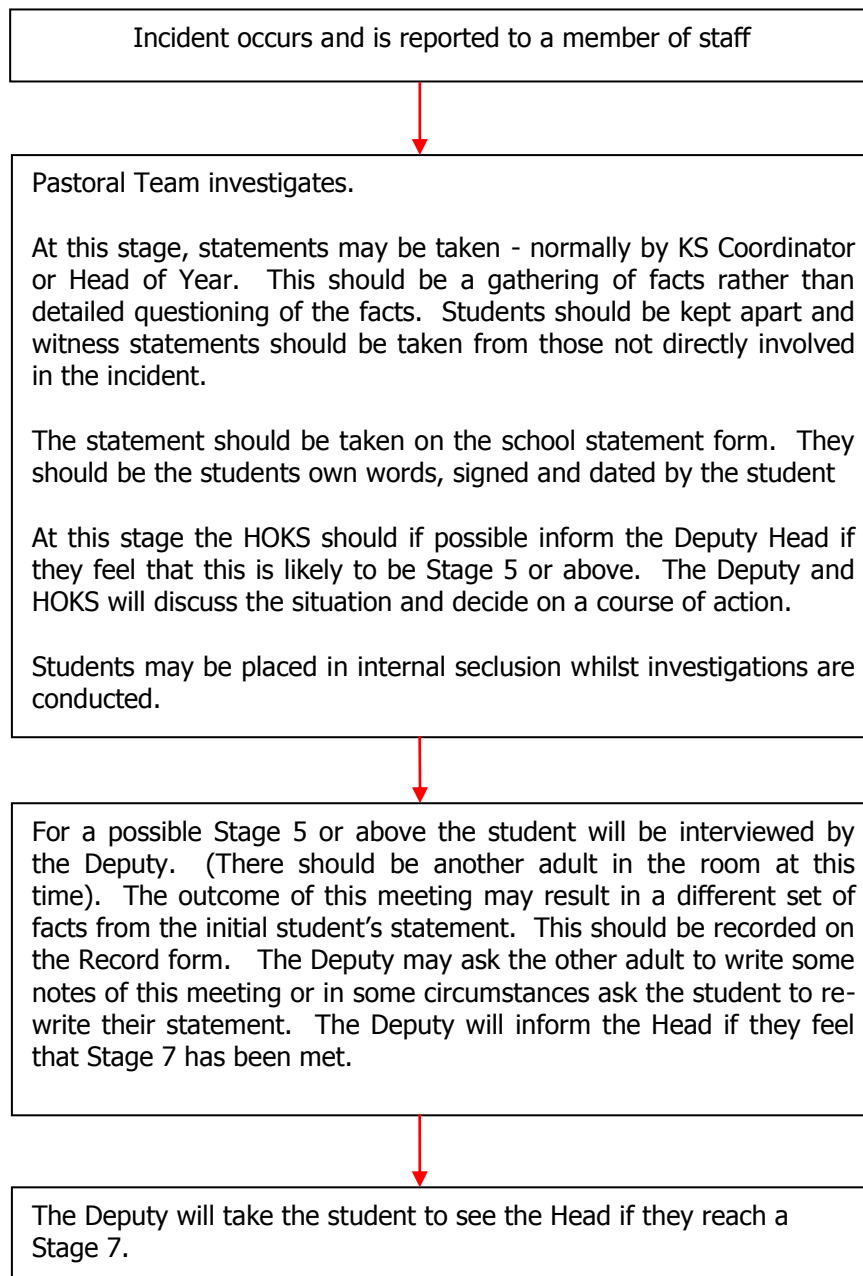 Incident occurs and is reported to a member of staff
Pastoral Team investigates.
At this stage, statements may be taken - normally by KS Coordinator
or Head of Year. This should be a gathering of facts rather than
detailed questioning of the facts. Students should be kept apart and
witness statements should be taken from those not directly involved
in the incident.
The statement should be taken on the school statement form. They
should be the students own words, signed and dated by the student
At this stage the HOKS should if possible inform the Deputy Head if
they feel that this is likely to be Stage 5 or above. The Deputy and
HOKS will discuss the situation and decide on a course of action.
Students may be placed in internal seclusion whilst investigations are
conducted.
For a possible Stage 5 or above the student will be interviewed by
the Deputy. (There should be another adult in the room at this
time). The outcome of this meeting may result in a different set of
facts from the initial student’s statement. This should be recorded on
the Record form. The Deputy may ask the other adult to write some
notes of this meeting or in some circumstances ask the student to re-
write their statement. The Deputy will inform the Head if they feel
that Stage 7 has been met.
The Deputy will take the student to see the Head if they reach a
Stage 7.